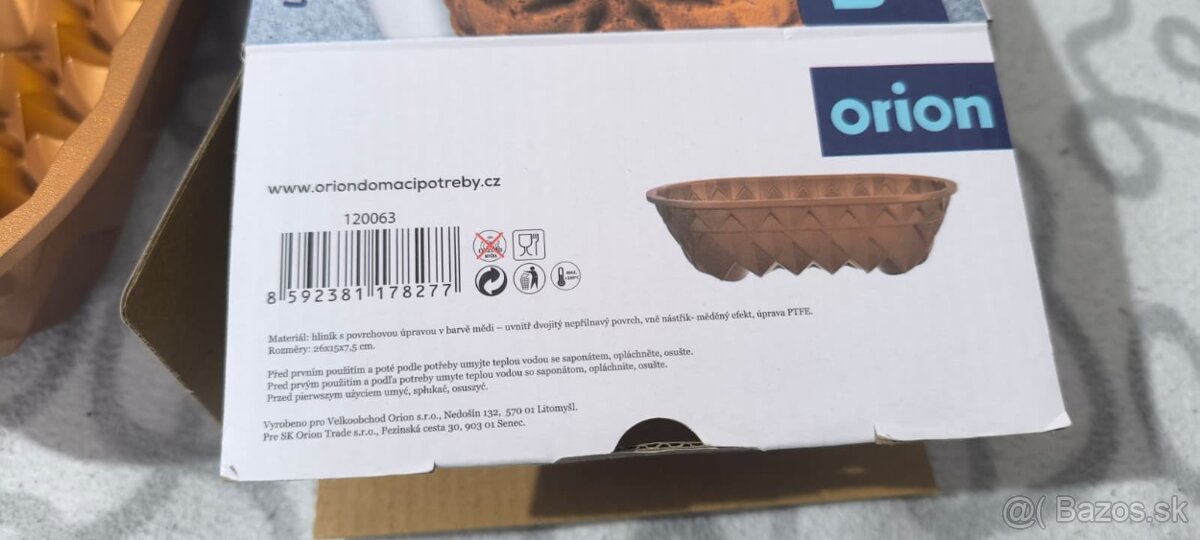 orion
www.oriondomacipotreby.cz
120063
8 592381 178277
MAX.
Materiál: hliník s povrchovou úpravou v barvě mědi – uvnitř dvojitý nepřilnavý povrch, vně nástřik- měděný efekt, úprava PTFE.
Rozměry: 26x15x7,5 cm.
Před prvním použitím a poté podle potřeby umyjte teplou vodou se saponátem, opláchněte, osušte.
Pred prvým použitím a podľa potreby umyte teplou vodou so saponátom, opláchnite, osušte.
Przed pierwszym użyciem umyć, spłukać, osuszyć.
Vyrobeno pro Velkoobchod Orion s.r.o., Nedošín 132, 570 01 Litomyšl.
Pre SK Orion Trade s.r.o., Pezinská cesta 30, 903 01 Senec.
@( Bazos.sk